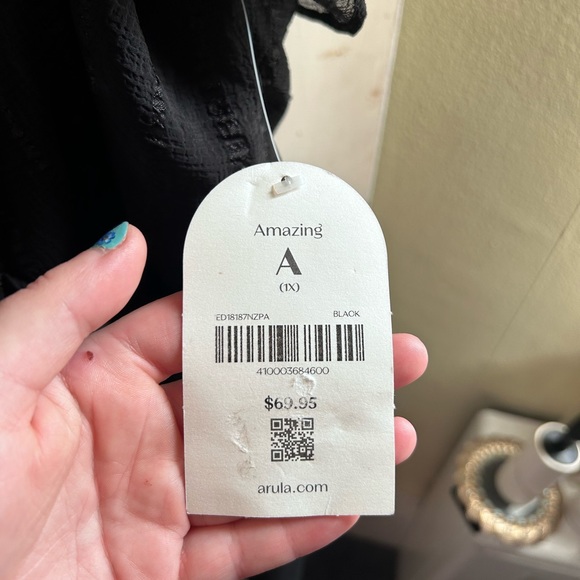 Amazing
A
(1X)
ED18187NZPA BLACK
410003684600
$69.95
arula.com